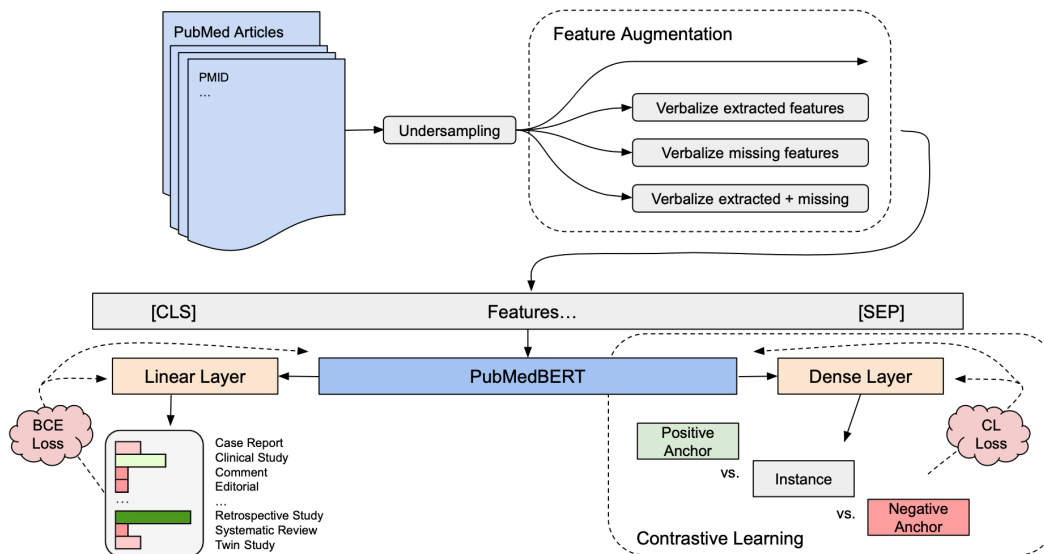 PubMed Articles
PMID
…
Undersampling
Feature Augmentation
Verbalize extracted features
Verbalize missing features
Verbalize extracted + missing
[CLS] Features… [SEP]
Linear Layer
PubMedBERT
Dense Layer
BCE
Loss
Case Report
Clinical Study
Comment
Editorial
… …
Retrospective Study
Systematic Review
Twin Study
Positive
Anchor
vs.
Instance
vs.
Negative
Anchor
CL
Loss
Contrastive Learning